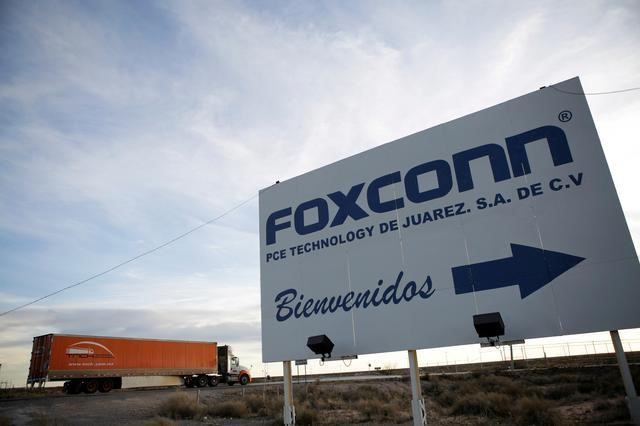 FOXCONN®
PCE TECHNOLOGY DE JUAREZ. S.A. DE C.V
Bienvenidos